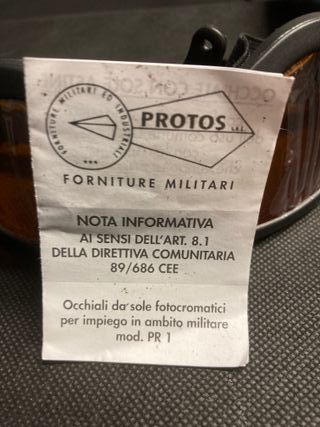 FORNITURE MILITARI ED INDUSTRIALI
PROTOS s.r.l.
FORNITURE MILITARI
NOTA INFORMATIVA
AI SENSI DELL'ART. 8.1
DELLA DIRETTIVA COMUNITARIA
89/686 CEE
Occhiali da sole fotocromatici
per impiego in ambito militare
mod. PR 1